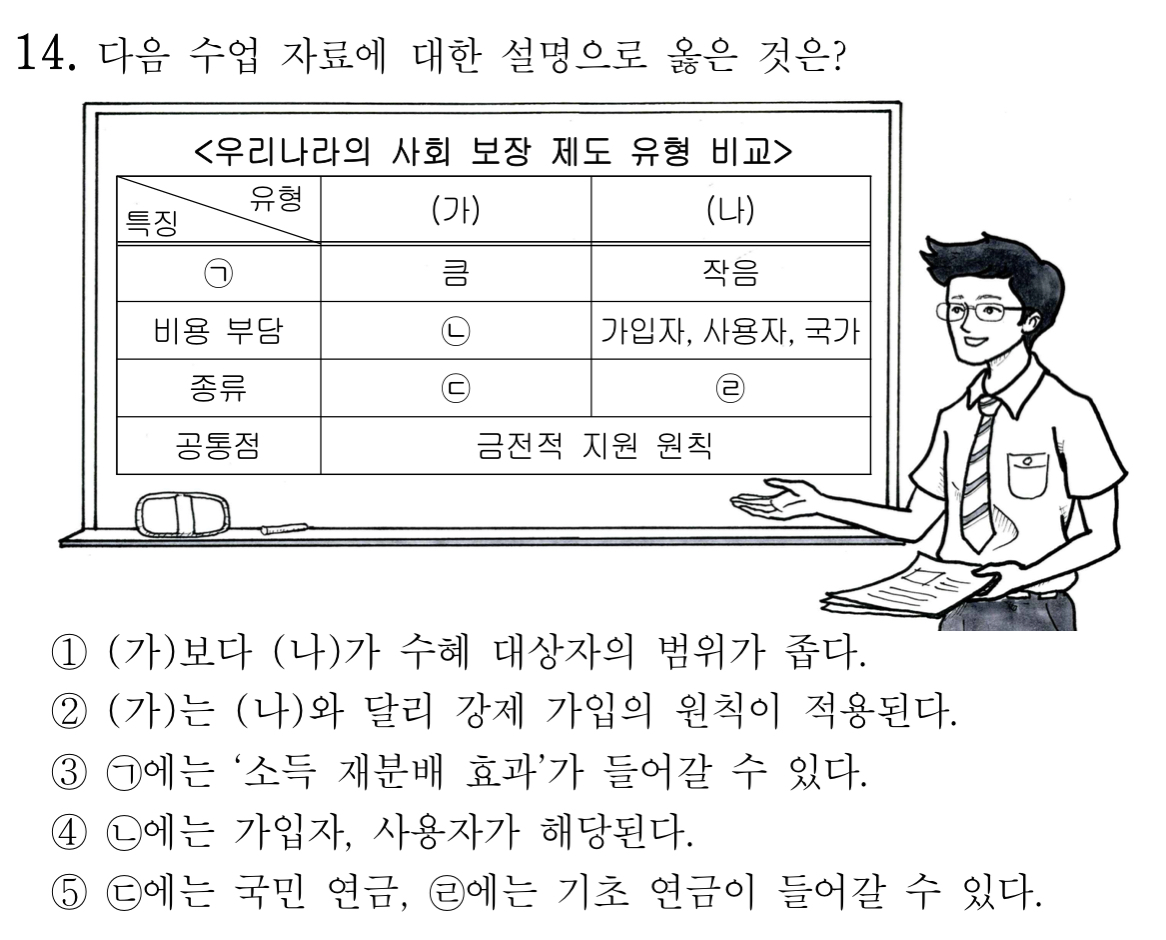 14. 다음 수업 자료에 대한 설명으로 옳은 것은?
<우리나라의 사회 보장 제도 유형 비교>
유형
특징
(가)
(나)
㉠
큼
작음
비용 부담
㉡
가입자, 사용자, 국가
종류
㉢
㉣
공통점
금전적 지원 원칙
① (가)보다 (나)가 수혜 대상자의 범위가 좁다.
② (가)는 (나)와 달리 강제 가입의 원칙이 적용된다.
③ ㉠에는 ‘소득 재분배 효과’가 들어갈 수 있다.
④ ㉡에는 가입자, 사용자가 해당된다.
⑤ ㉢에는 국민 연금, ㉣에는 기초 연금이 들어갈 수 있다.